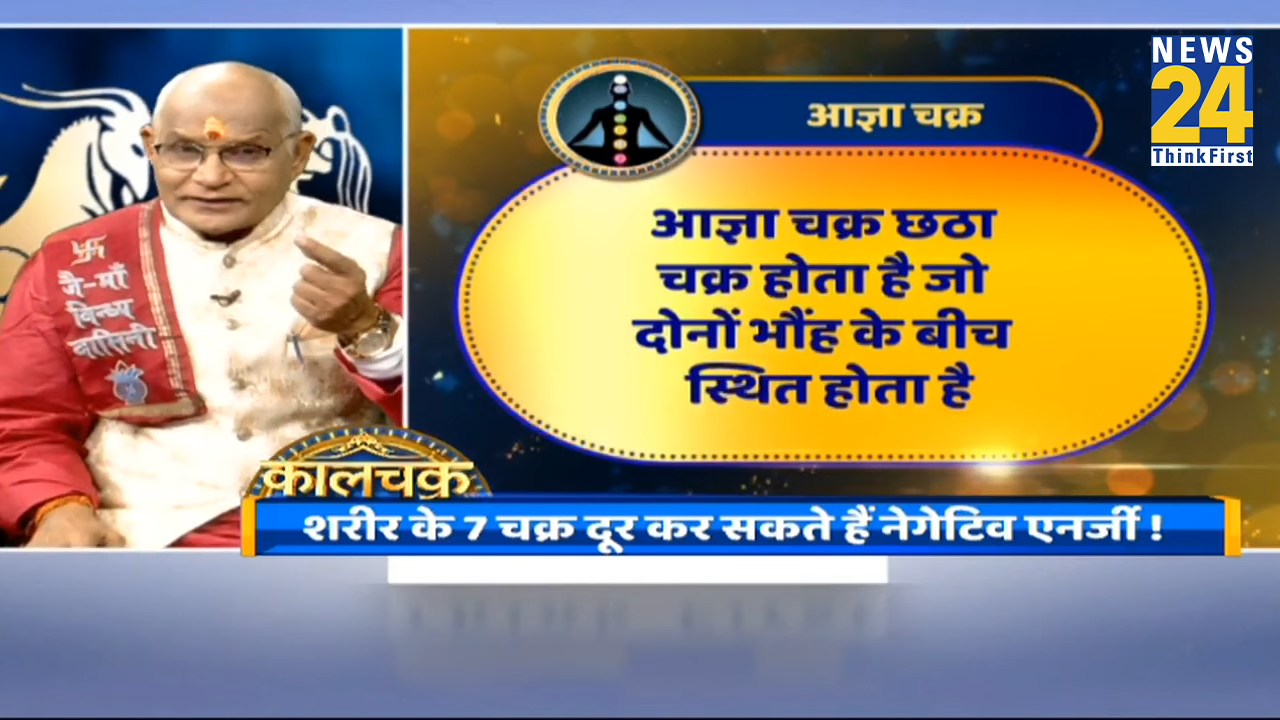 NEWS
24
ThinkFirst
आज्ञा चक्र
आज्ञा चक्र छठा
चक्र होता है जो
दोनों भौंह के बीच
स्थित होता है
जै-माँ
विन्ध्य
वासिनी
कालचक्र
शरीर के 7 चक्र दूर कर सकते हैं नेगेटिव एनर्जी !